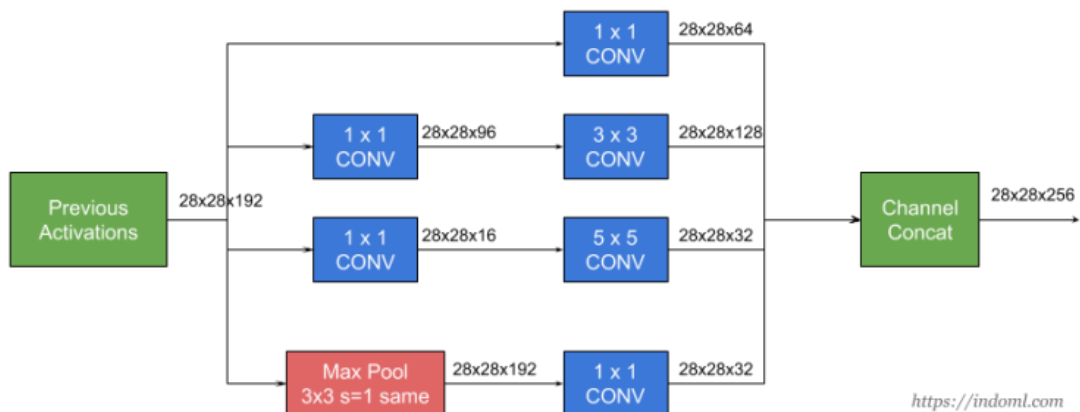 1 x 1
CONV
28x28x64
1 x 1
CONV
28x28x96
3 x 3
CONV
28x28x128
Previous
Activations
28x28x192
1 x 1
CONV
28x28x16
5 x 5
CONV
28x28x32
Channel
Concat
28x28x256
Max Pool
3x3 s=1 same
28x28x192
1 x 1
CONV
28x28x32
https://indoml.com